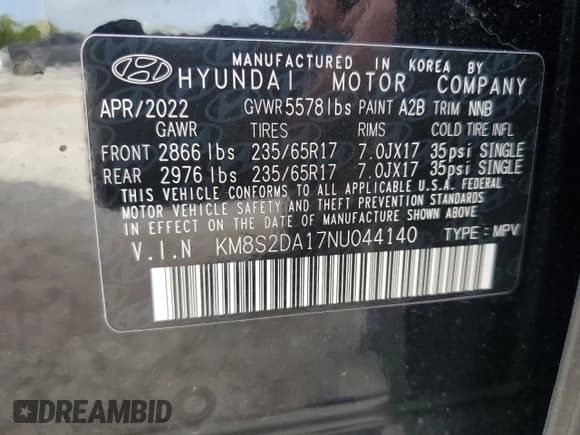 MANUFACTURED IN KOREA BY
HYUNDAI MOTOR COMPANY
APR/2022 GVWR 5578 lbs PAINT A2B TRIM NNB
GAWR TIRES RIMS COLD TIRE INFL
FRONT 2866 lbs 235/65R17 7.0JX17 35psi SINGLE
REAR 2976 lbs 235/65R17 7.0JX17 35psi SINGLE
THIS VEHICLE CONFORMS TO ALL APPLICABLE U.S.A. FEDERAL
MOTOR VEHICLE SAFETY AND THEFT PREVENTION STANDARDS
IN EFFECT ON THE DATE OF MANUFACTURE SHOWN ABOVE.
V.I.N KM8S2DA17NU044140 TYPE: MPV
DREAMBID